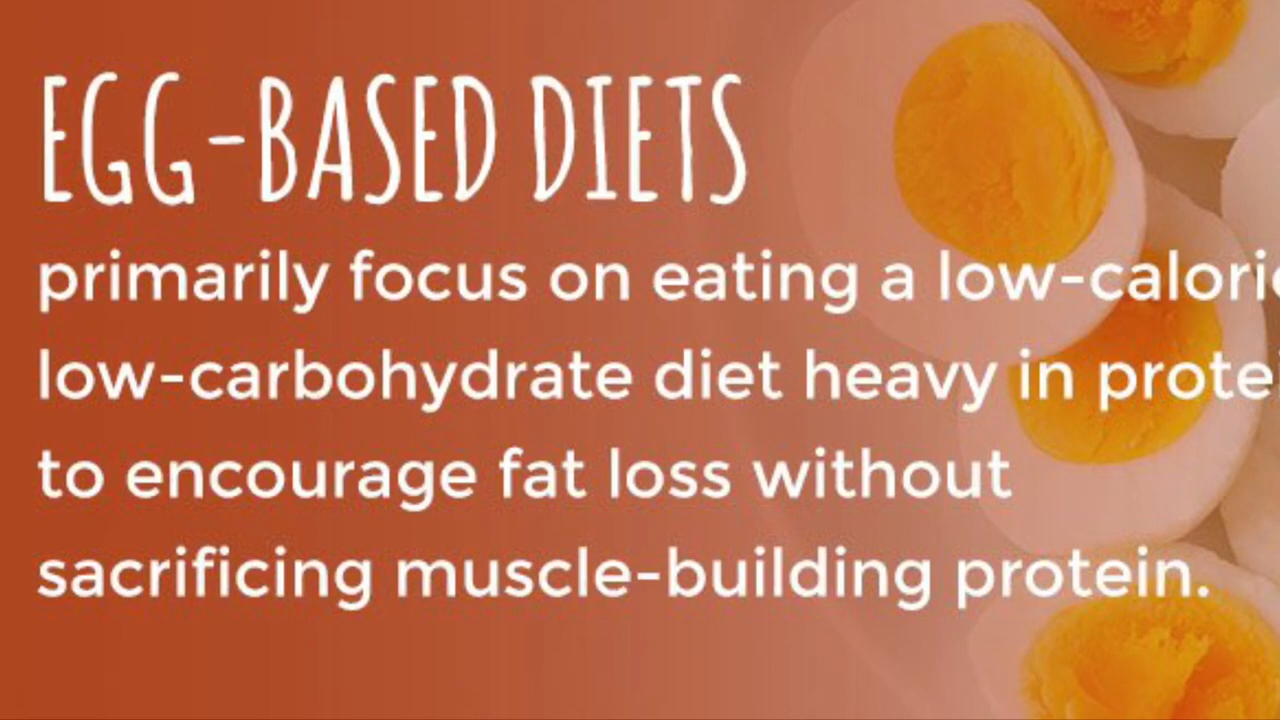 EGG-BASED DIETS
primarily focus on eating a low-calorie
low-carbohydrate diet heavy in prote
to encourage fat loss without
sacrificing muscle-building protein.